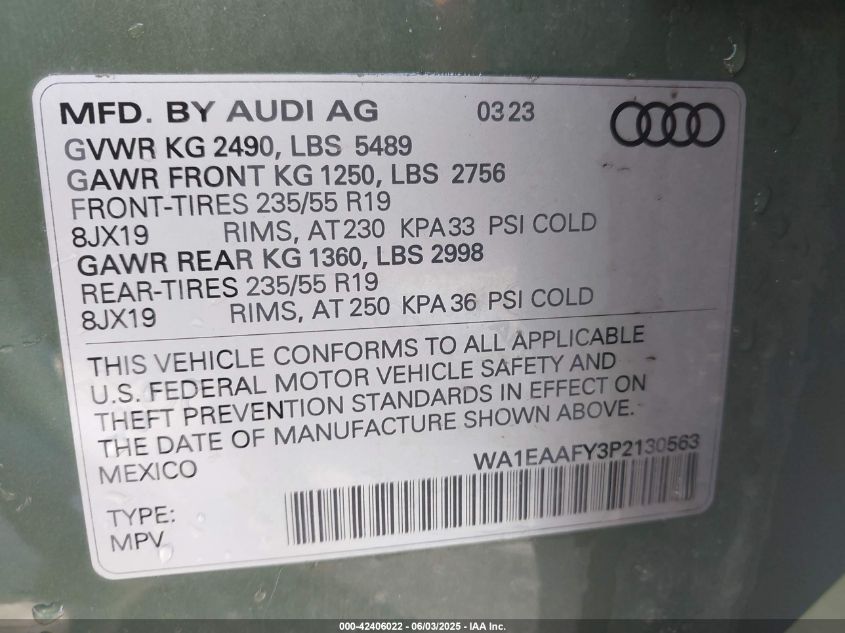 MFD. BY AUDI AG 0323
GVWR KG 2490, LBS 5489
GAWR FRONT KG 1250, LBS 2756
FRONT-TIRES 235/55 R19
8JX19 RIMS, AT 230 KPA 33 PSI COLD
GAWR REAR KG 1360, LBS 2998
REAR-TIRES 235/55 R19
8JX19 RIMS, AT 250 KPA 36 PSI COLD
THIS VEHICLE CONFORMS TO ALL APPLICABLE
U.S. FEDERAL MOTOR VEHICLE SAFETY AND
THEFT PREVENTION STANDARDS IN EFFECT ON
THE DATE OF MANUFACTURE SHOWN ABOVE.
MEXICO WA1EAAFY3P2130563
TYPE:
MPV
000-42406022 - 06/03/2025 - IAA Inc.